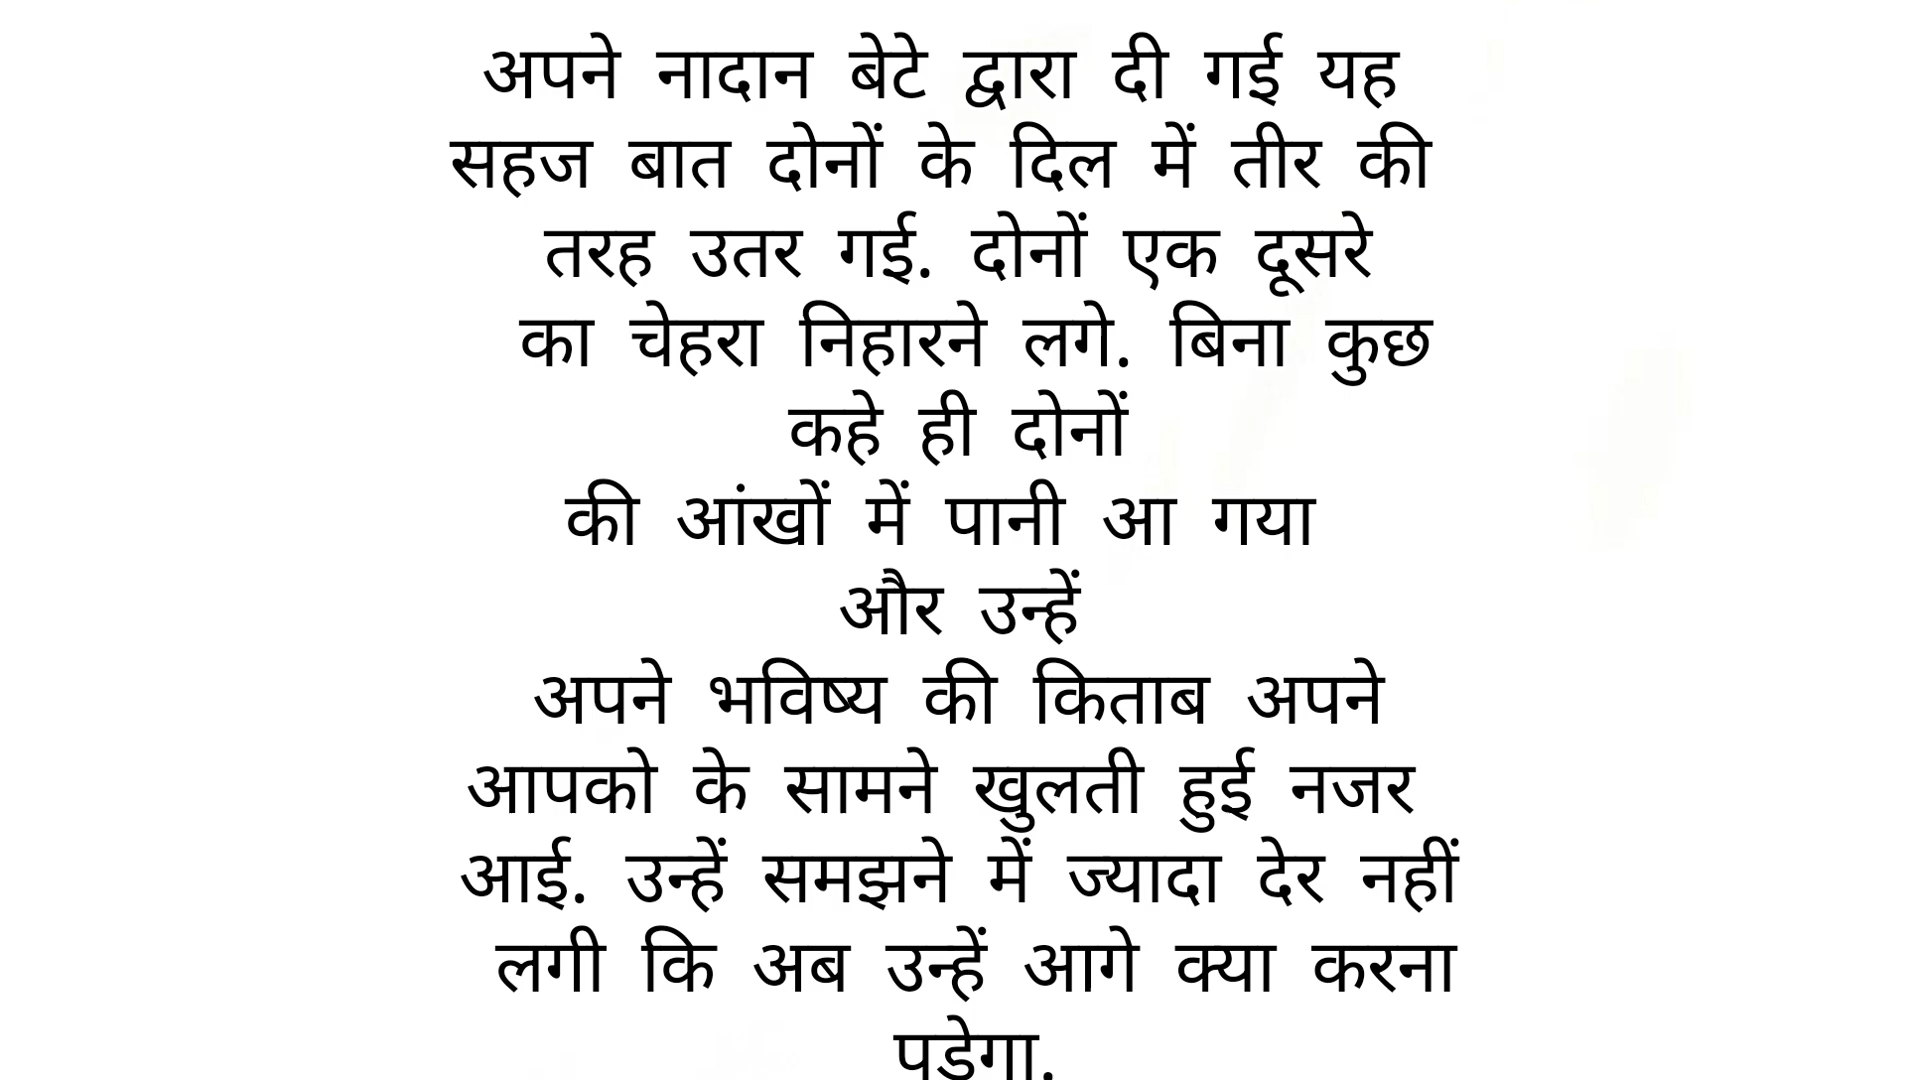 अपने नादान बेटे द्वारा दी गई यह
सहज बात दोनों के दिल में तीर की
तरह उतर गई. दोनों एक दूसरे
का चेहरा निहारने लगे. बिना कुछ
कहे ही दोनों
की आंखों में पानी आ गया
और उन्हें
अपने भविष्य की किताब अपने
आपको के सामने खुलती हुई नजर
आई. उन्हें समझने में ज्यादा देर नहीं
लगी कि अब उन्हें आगे क्या करना
पडेगा.